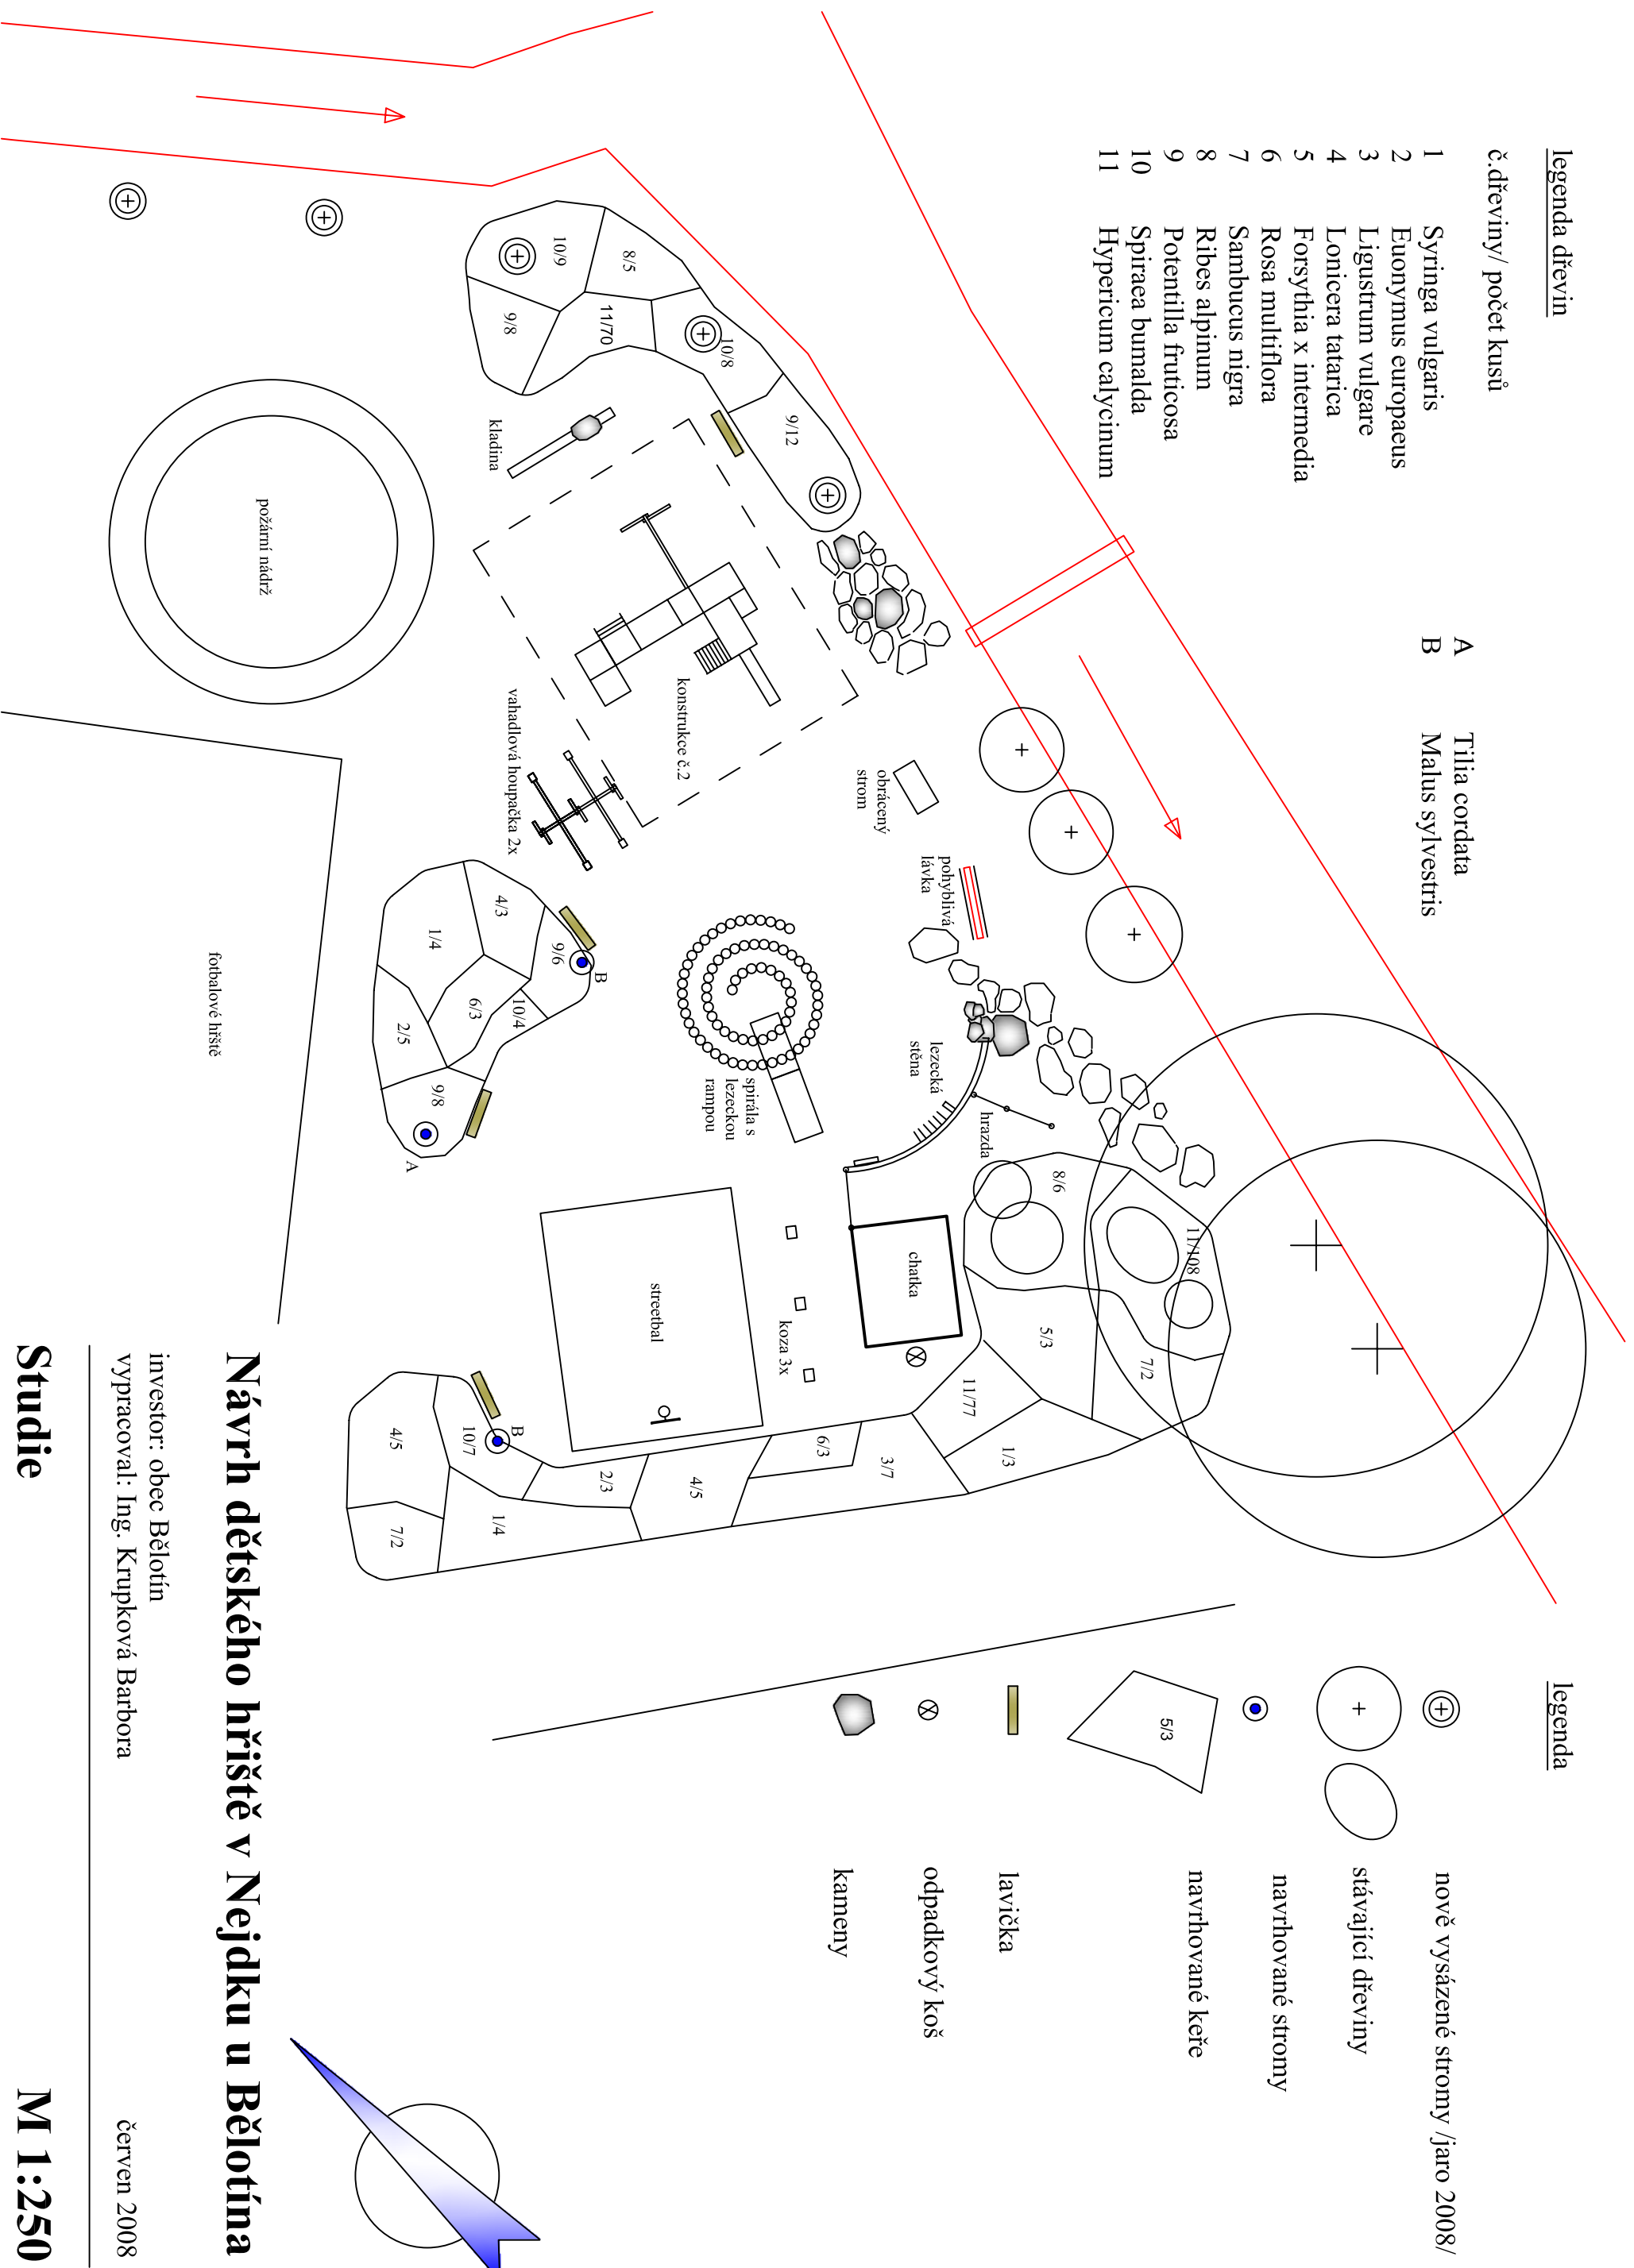 legenda dřevin
č.dřeviny/ počet kusů
1 Syringa vulgaris
2 Euonymus europaeus
3 Ligustrum vulgare
4 Lonicera tatarica
5 Forsythia x intermedia
6 Rosa multiflora
7 Sambucus nigra
8 Ribes alpinum
9 Potentilla fruticosa
10 Spiraea bumalda
11 Hypericum calycinum
A Tilia cordata
B Malus sylvestris
legenda
nově vysázené stromy /jaro 2008/
stávající dřeviny
navrhované stromy
5/3
navrhované keře
lavička
odpadkový koš
kameny
10/9
8/5
9/8
11/70
10/8
9/12
kladina
požární nádrž
konstrukce č.2
vahadlová houpačka 2x
obrácený
strom
pohyblivá
lávka
lezecká
stěna
hrazda
spirála s
lezeckou
rampou
4/3
1/4
9/6
B
6/3
10/4
2/5
9/8
A
fotbalové hřiště
8/6
11/108
5/3
7/2
chatka
koza 3x
streetbal
11/77
1/3
3/7
6/3
4/5
2/3
B
10/7
4/5
1/4
7/2
Návrh dětského hřiště v Nejdku u Bělotína
investor: obec Bělotín
vypracoval: Ing. Krupková Barbora
červen 2008
Studie
M 1:250